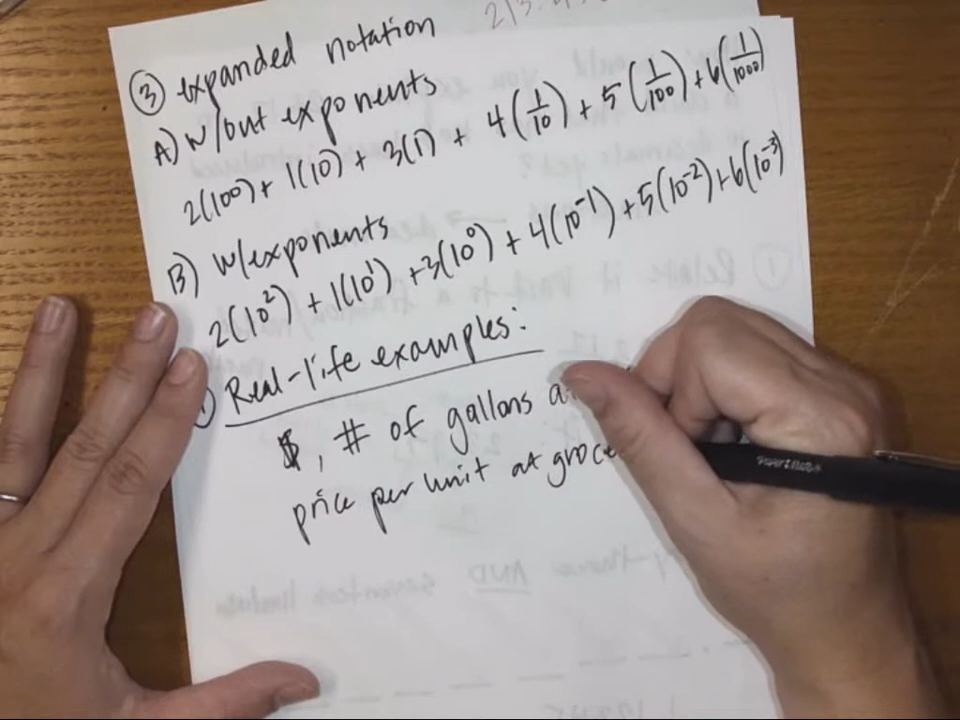 213.45
③ expanded notation
A) w/out exponents
2(100) + 1(10) + 3(1) + 4(1/10) + 5(1/100) + 6(1/1000)
B) w/exponents
2(10²) + 1(10¹) + 3(10⁰) + 4(10⁻¹) + 5(10⁻²) + 6(10⁻³)
Real-life examples:
$, # of gallons
price per unit at